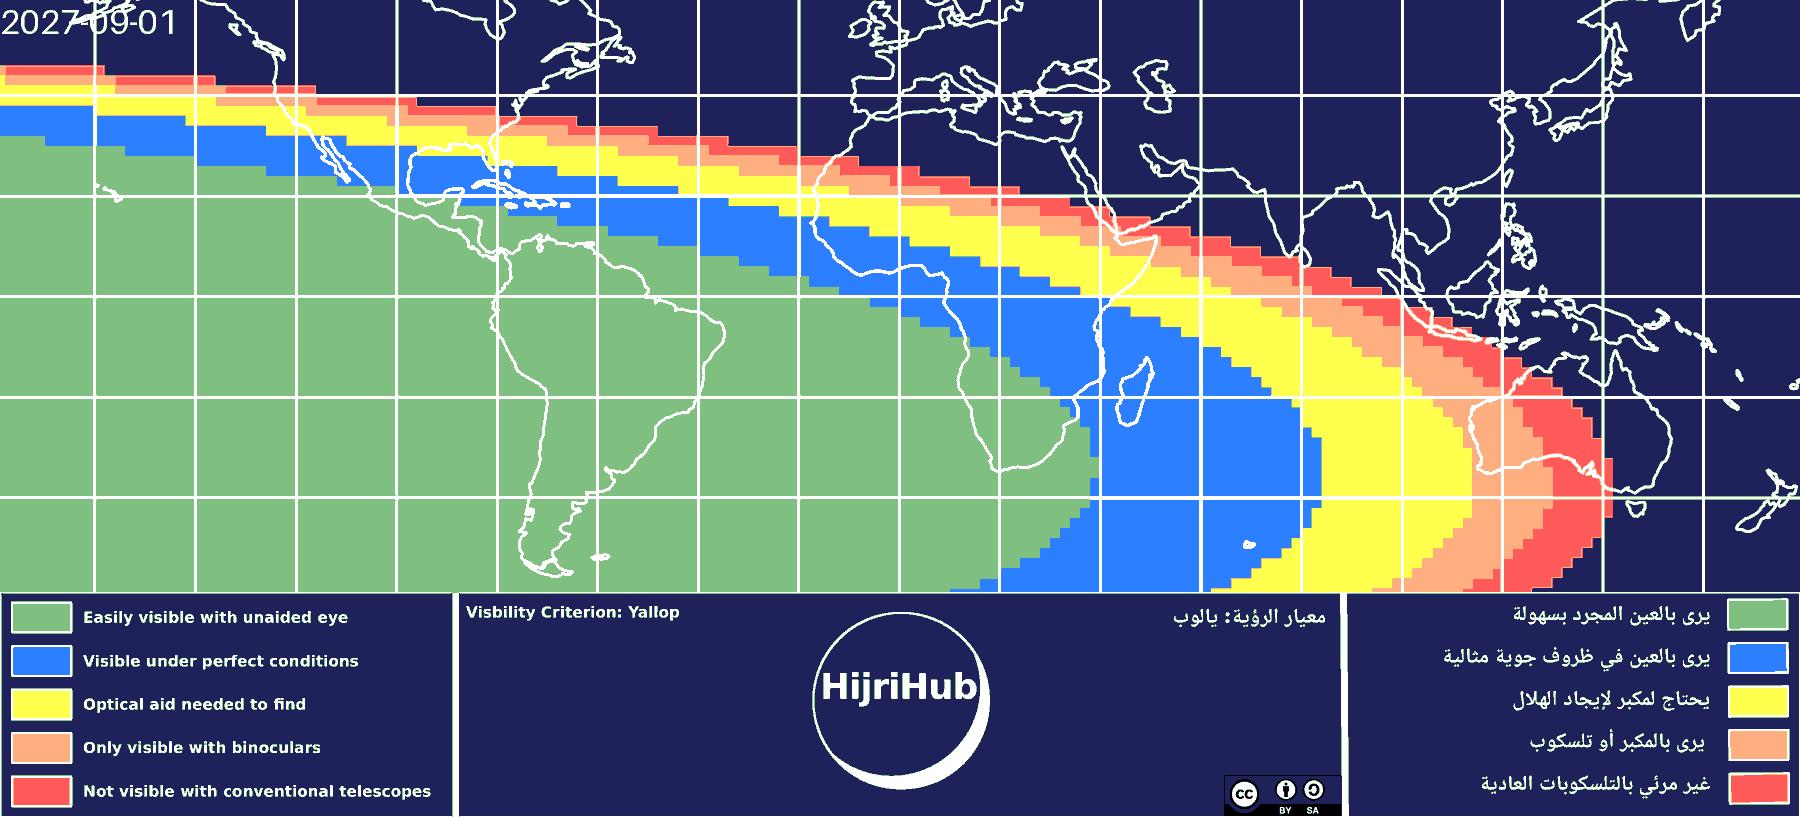 2027-09-01
Easily visible with unaided eye
Visible under perfect conditions
Optical aid needed to find
Only visible with binoculars
Not visible with conventional telescopes
Visbility Criterion: Yallop
معيار الرؤية: يالوب
HijriHub
cc
BY SA
يرى بالعين المجرد بسهولة
يرى بالعين في ظروف جوية مثالية
يحتاج لمكبر لإيجاد الهلال
يرى بالمكبر أو تلسكوب
غير مرئي بالتلسكوبات العادية